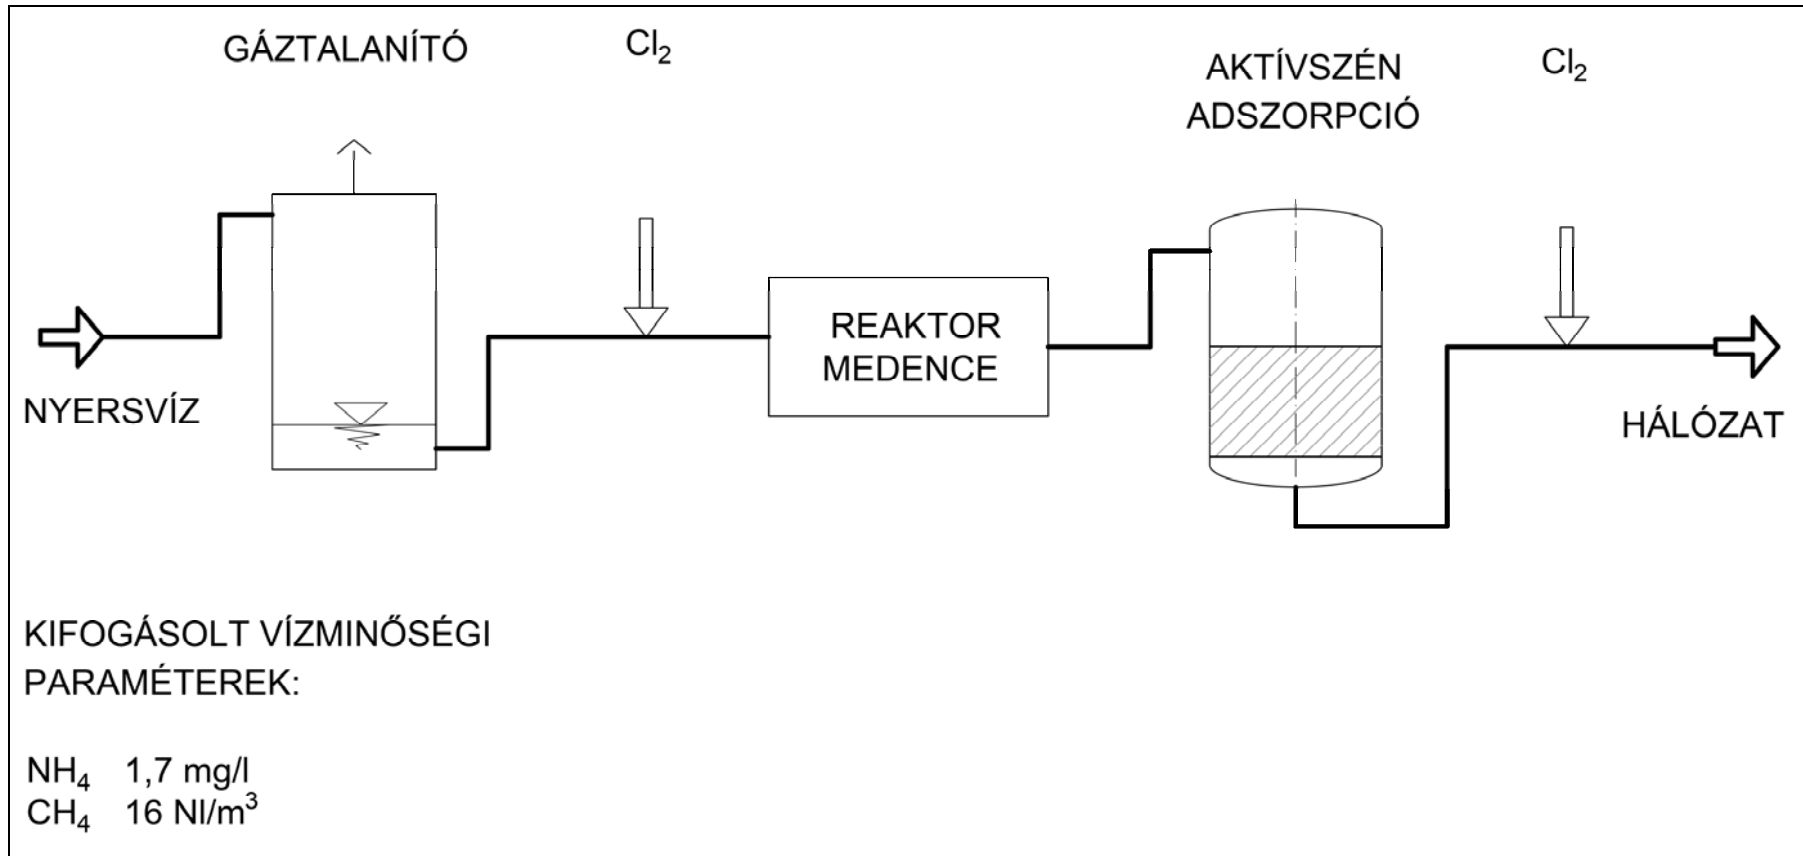 GÁZTALANÍTÓ
Cl₂
AKTÍVSZÉN
ADSZORPCIÓ
Cl₂
REAKTOR
MEDENCE
NYERSVÍZ
HÁLÓZAT
KIFOGÁSOLT VÍZMINŐSÉGI
PARAMÉTEREK:
NH₄ 1,7 mg/l
CH₄ 16 Nl/m³